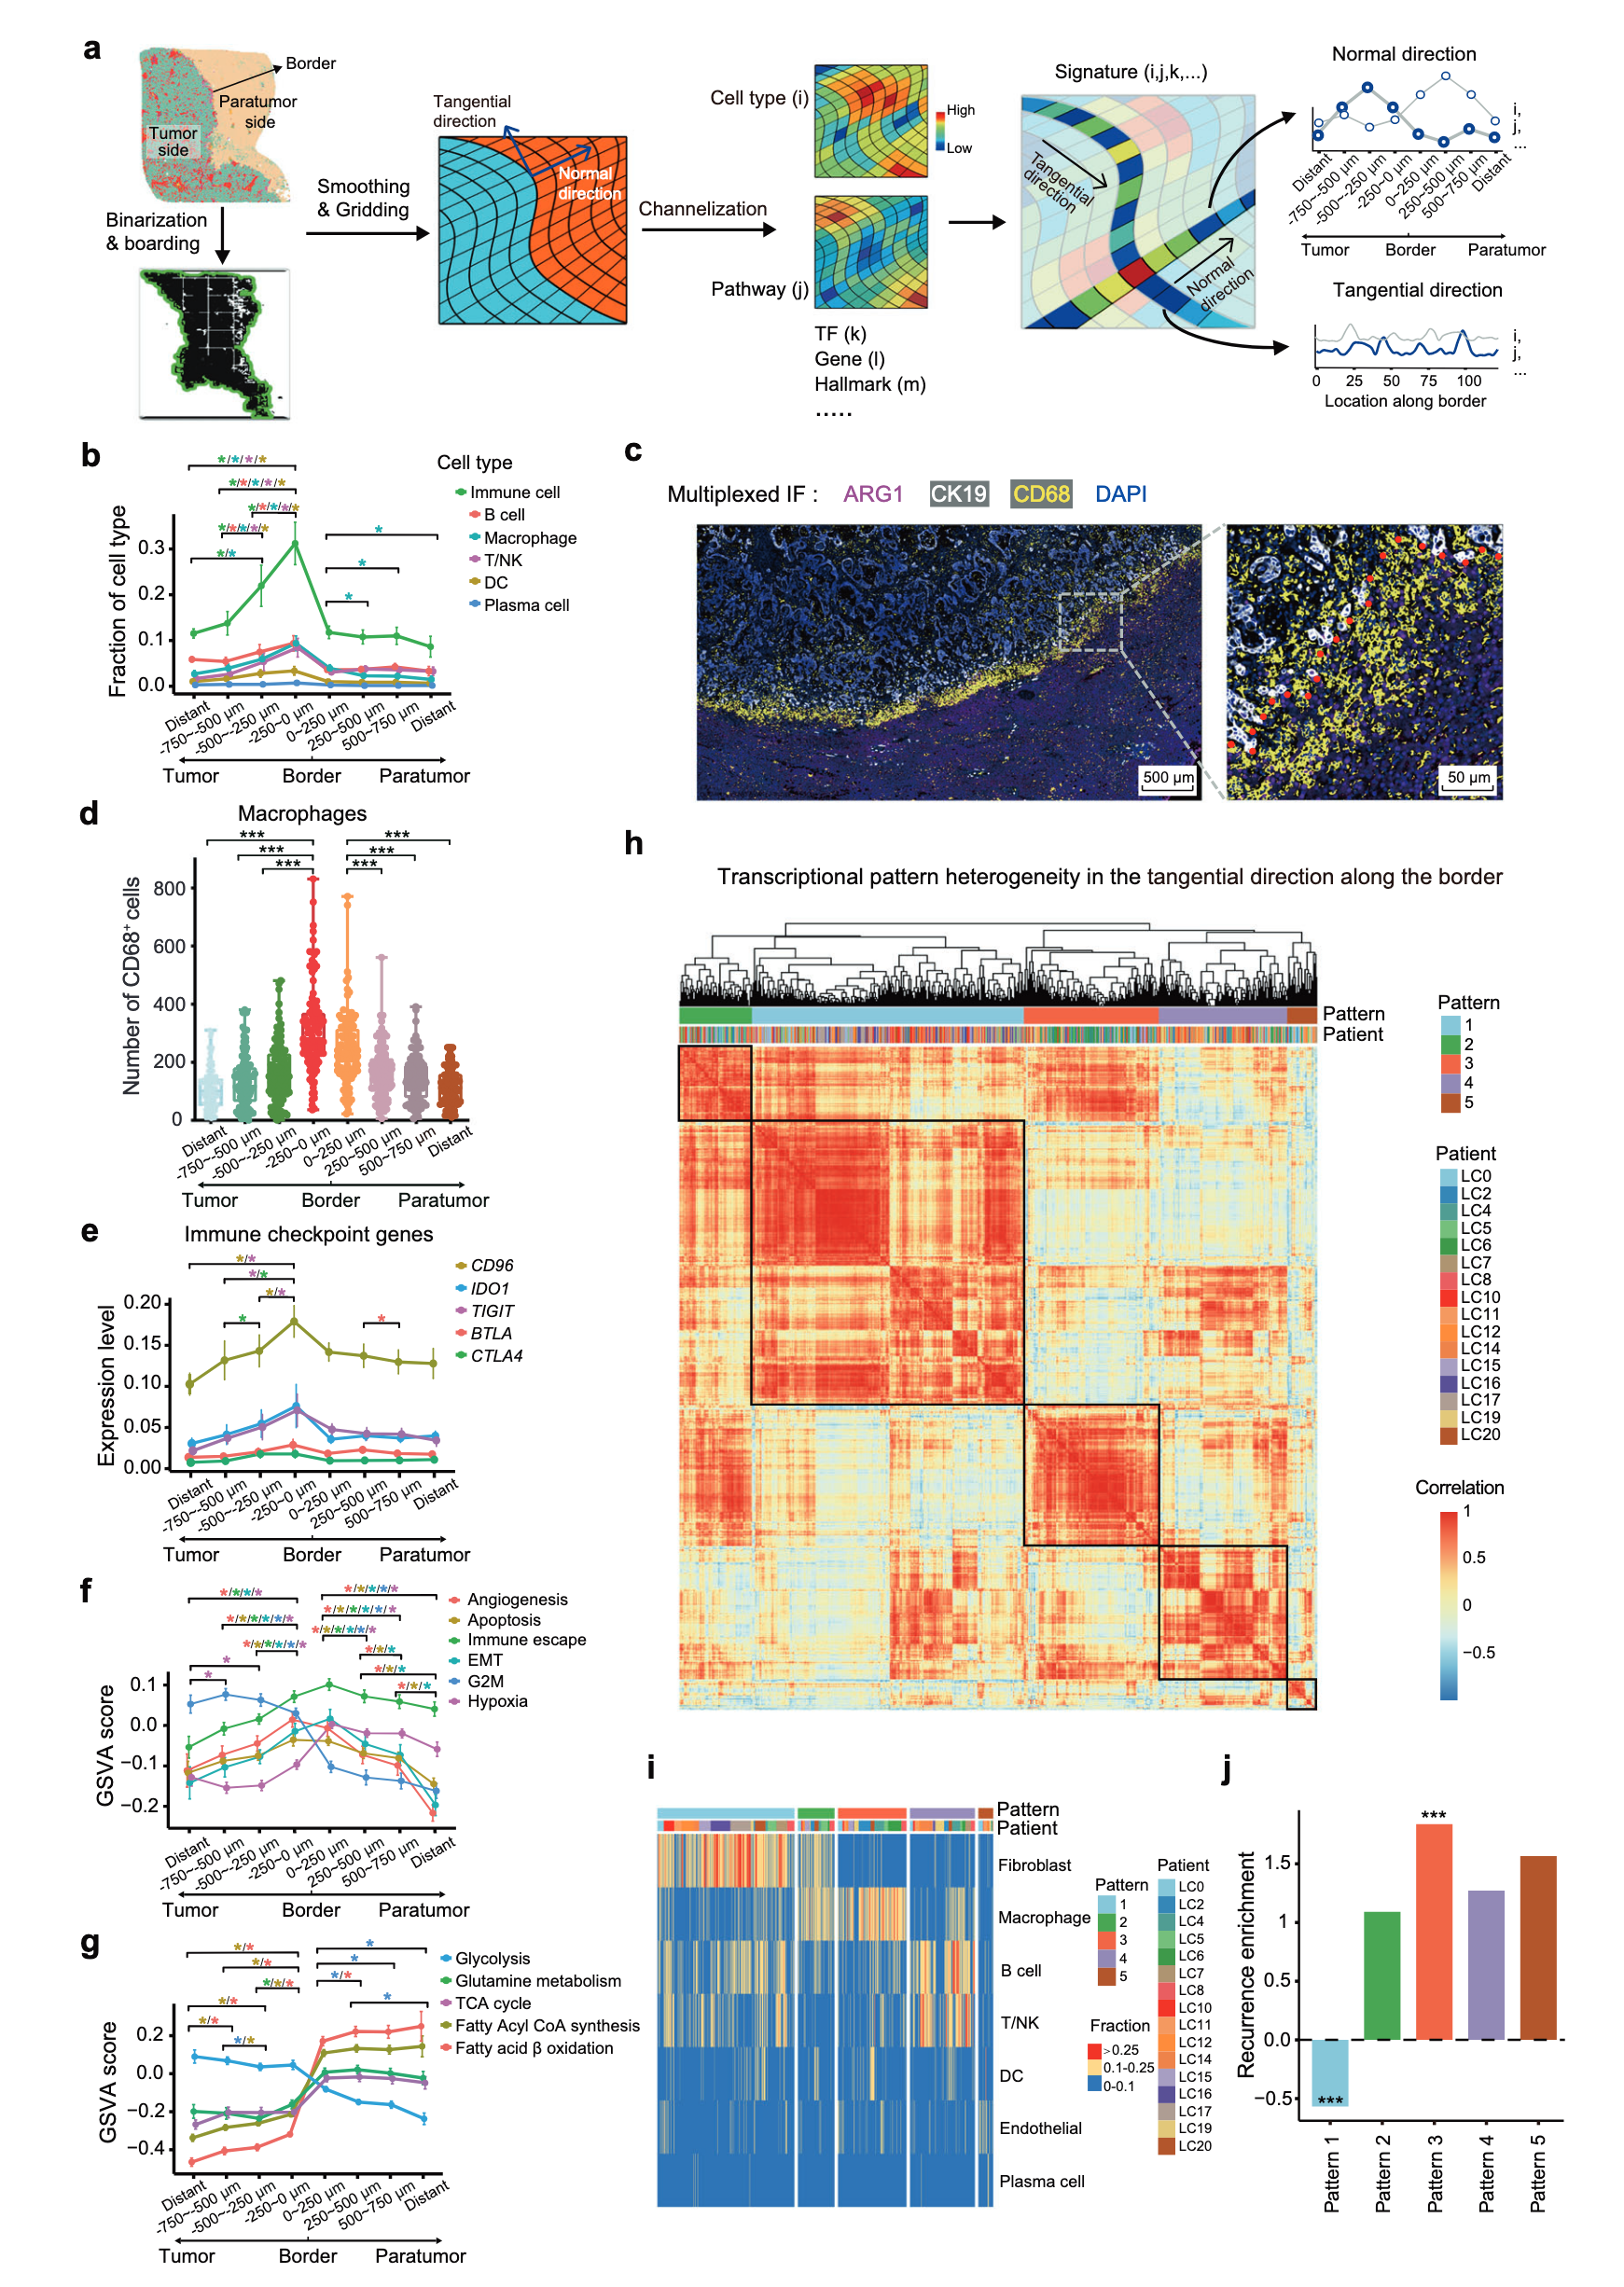 a
Border
Paratumor
side
Tumor
side
Binarization
& boarding
Smoothing
& Gridding
Tangential
direction
Normal
direction
Channelization
Cell type (i)
High
Low
Pathway (j)
TF (k)
Gene (l)
Hallmark (m)
.....
Signature (i,j,k,...)
Tangential
direction
Normal
direction
Normal direction
i,
j,
...
Distant
-750~-500 μm
-500~-250 μm
-250~0 μm
0~250 μm
250~500 μm
500~750 μm
Distant
Tumor Border Paratumor
Tangential direction
i,
j,
...
0 25 50 75 100
Location along border
b
Cell type
Immune cell
B cell
Macrophage
T/NK
DC
Plasma cell
*/*/*/*
*/*/*/*/*
*/*/*/*/*
*/*/*/*/*
*/*
*
*
*
Fraction of cell type
0.3
0.2
0.1
0.0
Distant
-750~-500 μm
-500~-250 μm
-250~0 μm
0~250 μm
250~500 μm
500~750 μm
Distant
Tumor Border Paratumor
c
Multiplexed IF : ARG1 CK19 CD68 DAPI
500 μm
50 μm
d
Macrophages
*** ***
*** ***
*** ***
Number of CD68+ cells
800
600
400
200
0
Distant
-750~-500 μm
-500~-250 μm
-250~0 μm
0~250 μm
250~500 μm
500~750 μm
Distant
Tumor Border Paratumor
e
Immune checkpoint genes
CD96
IDO1
TIGIT
BTLA
CTLA4
*/*
*/*
*/*
*
*
Expression level
0.20
0.15
0.10
0.05
0.00
Distant
-750~-500 μm
-500~-250 μm
-250~0 μm
0~250 μm
250~500 μm
500~750 μm
Distant
Tumor Border Paratumor
f
Angiogenesis
Apoptosis
Immune escape
EMT
G2M
Hypoxia
*/*/*/*
*/*/*/*/*
*/*/*/*/*/*
*/*/*/*/*/*
*/*/*/*/*/*
*/*/*/*/*/*
*/*/*
*/*/*
*/*/*
*
*
GSVA score
0.1
0.0
−0.1
−0.2
Distant
-750~-500 μm
-500~-250 μm
-250~0 μm
0~250 μm
250~500 μm
500~750 μm
Distant
Tumor Border Paratumor
g
Glycolysis
Glutamine metabolism
TCA cycle
Fatty Acyl CoA synthesis
Fatty acid β oxidation
*/*
*/*
*/*/*
*/*
*/*
*/*
*
*
*/*
*
GSVA score
0.2
0.0
−0.2
−0.4
Distant
-750~-500 μm
-500~-250 μm
-250~0 μm
0~250 μm
250~500 μm
500~750 μm
Distant
Tumor Border Paratumor
h
Transcriptional pattern heterogeneity in the tangential direction along the border
Pattern
Patient
Pattern
1
2
3
4
5
Patient
LC0
LC2
LC4
LC5
LC6
LC7
LC8
LC10
LC11
LC12
LC14
LC15
LC16
LC17
LC19
LC20
Correlation
1
0.5
0
−0.5
i
Pattern
Patient
Fibroblast
Macrophage
B cell
T/NK
DC
Endothelial
Plasma cell
Pattern
1
2
3
4
5
Fraction
>0.25
0.1-0.25
0-0.1
Patient
LC0
LC2
LC4
LC5
LC6
LC7
LC8
LC10
LC11
LC12
LC14
LC15
LC16
LC17
LC19
LC20
j
Recurrence enrichment
1.5
1
0.5
0.0
−0.5
***
***
Pattern 1
Pattern 2
Pattern 3
Pattern 4
Pattern 5